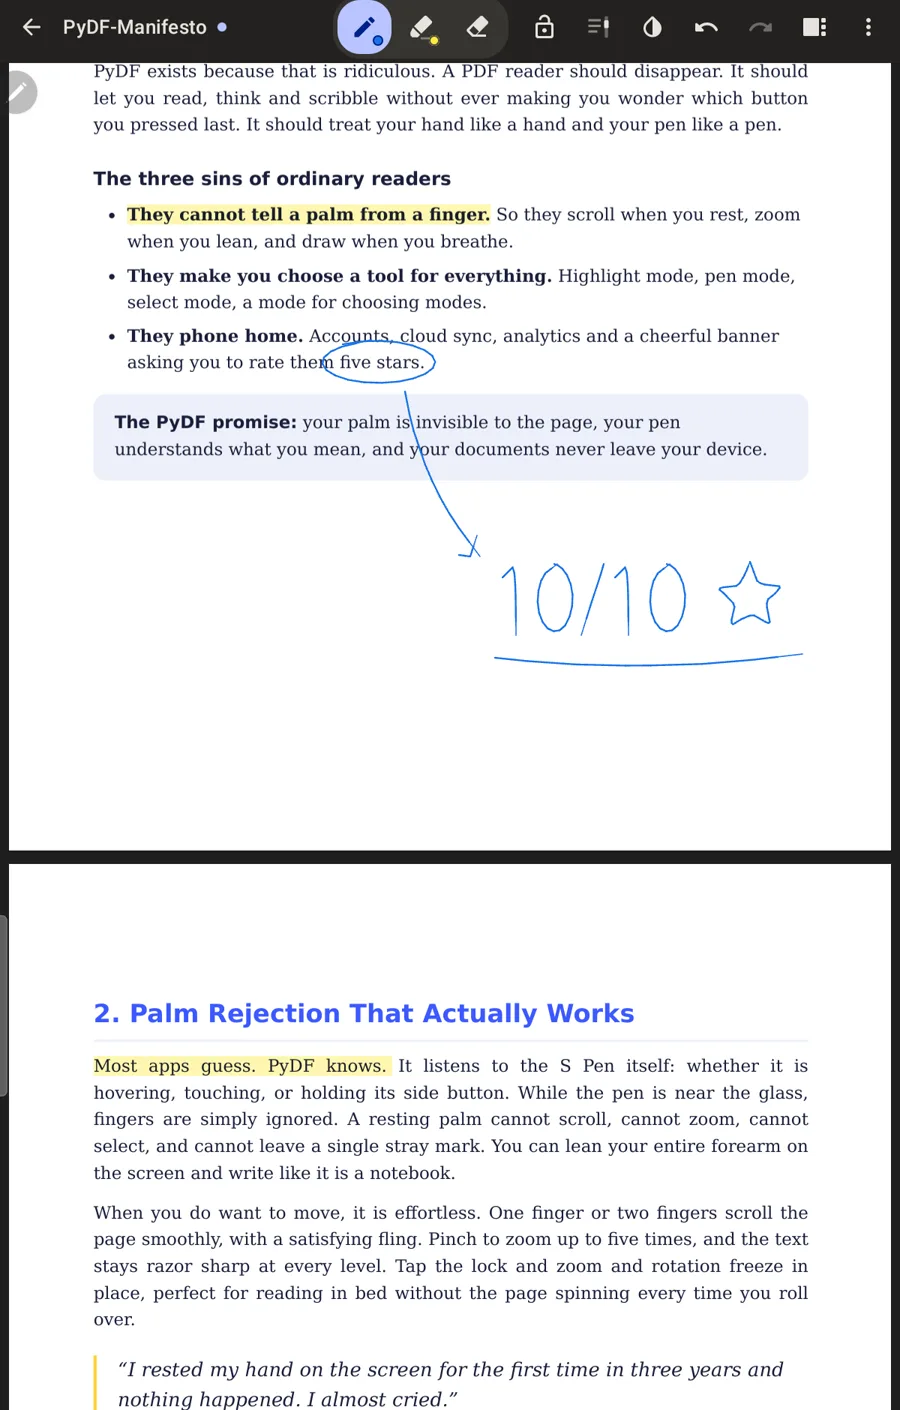 PyDF-Manifesto
PyDF exists because that is ridiculous. A PDF reader should disappear. It should
let you read, think and scribble without ever making you wonder which button
you pressed last. It should treat your hand like a hand and your pen like a pen.
The three sins of ordinary readers
• They cannot tell a palm from a finger. So they scroll when you rest, zoom
when you lean, and draw when you breathe.
• They make you choose a tool for everything. Highlight mode, pen mode,
select mode, a mode for choosing modes.
• They phone home. Accounts, cloud sync, analytics and a cheerful banner
asking you to rate them five stars.
The PyDF promise: your palm is invisible to the page, your pen
understands what you mean, and your documents never leave your device.
10/10
2. Palm Rejection That Actually Works
Most apps guess. PyDF knows. It listens to the S Pen itself: whether it is
hovering, touching, or holding its side button. While the pen is near the glass,
fingers are simply ignored. A resting palm cannot scroll, cannot zoom, cannot
select, and cannot leave a single stray mark. You can lean your entire forearm on
the screen and write like it is a notebook.
When you do want to move, it is effortless. One finger or two fingers scroll the
page smoothly, with a satisfying fling. Pinch to zoom up to five times, and the text
stays razor sharp at every level. Tap the lock and zoom and rotation freeze in
place, perfect for reading in bed without the page spinning every time you roll
over.
“I rested my hand on the screen for the first time in three years and
nothing happened. I almost cried.”